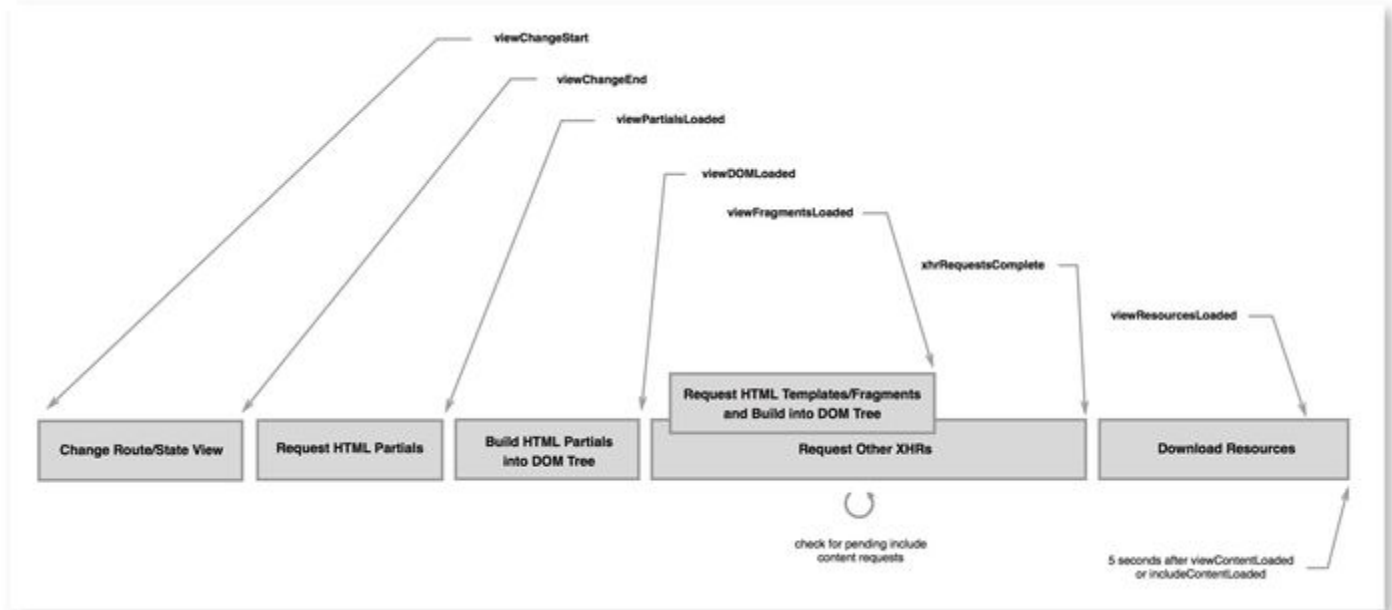 viewChangeStart
viewChangeEnd
viewPartialsLoaded
viewDOMLoaded
viewFragmentsLoaded
xhrRequestsComplete
viewResourcesLoaded
Request HTML Templates/Fragments
and Build into DOM Tree
Change Route/State View
Request HTML Partials
Build HTML Partials
into DOM Tree
Request Other XHRs
Download Resources
check for pending include
content requests
5 seconds after viewContentLoaded
or includeContentLoaded